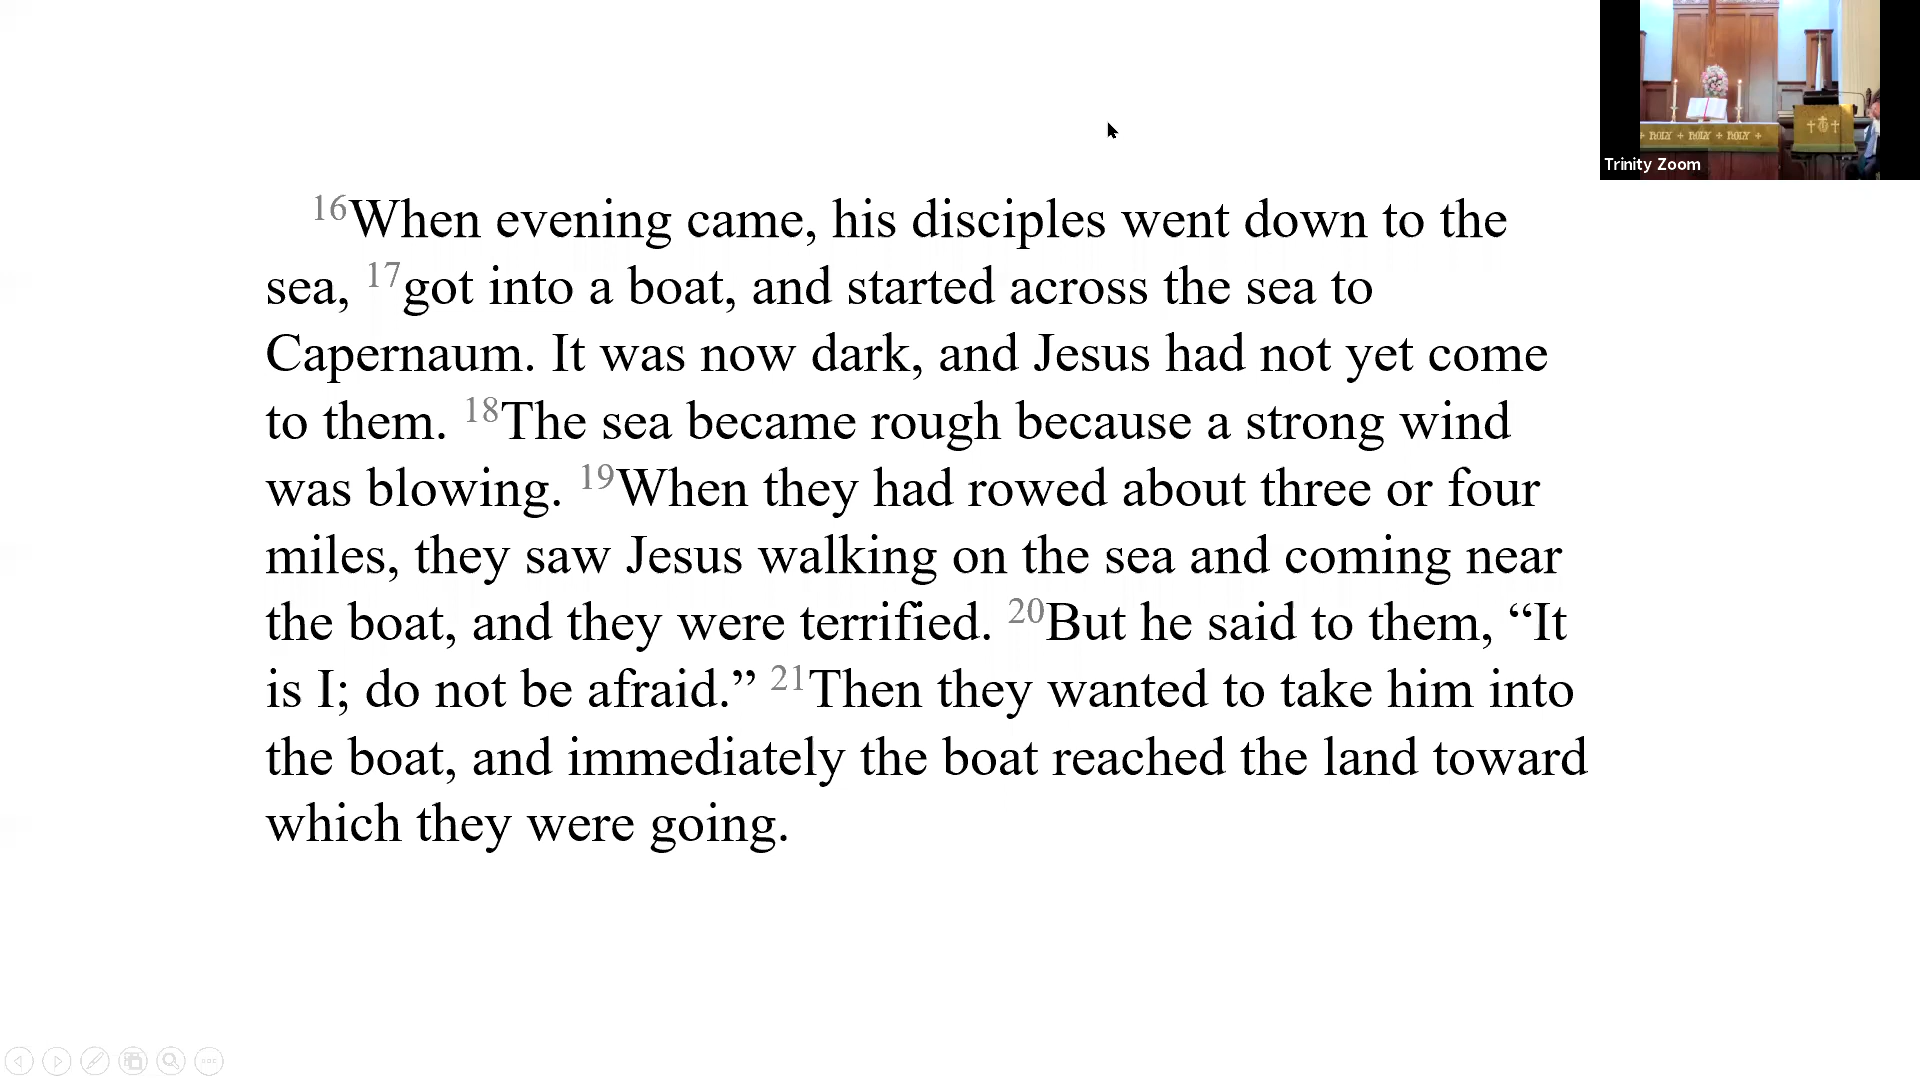 + HOLY + HOLY + HOLY +
Trinity Zoom
16When evening came, his disciples went down to the
sea, 17got into a boat, and started across the sea to
Capernaum. It was now dark, and Jesus had not yet come
to them. 18The sea became rough because a strong wind
was blowing. 19When they had rowed about three or four
miles, they saw Jesus walking on the sea and coming near
the boat, and they were terrified. 20But he said to them, “It
is I; do not be afraid.” 21Then they wanted to take him into
the boat, and immediately the boat reached the land toward
which they were going.